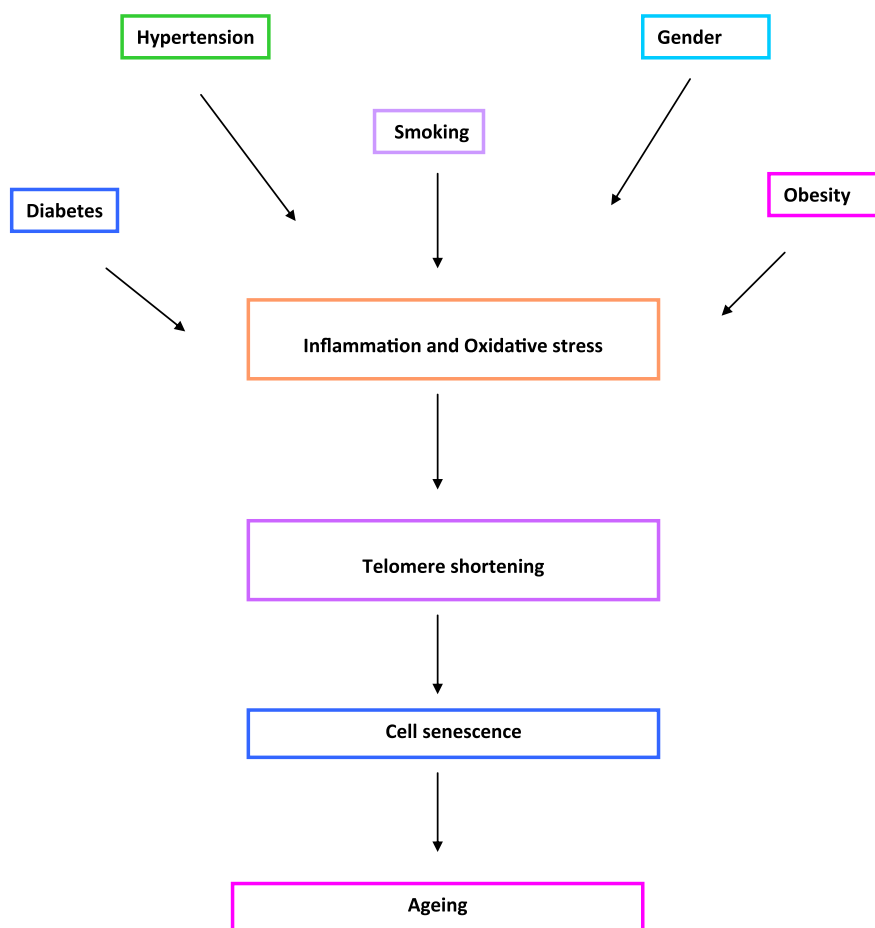 Hypertension
Gender
Smoking
Diabetes
Obesity
Inflammation and Oxidative stress
Telomere shortening
Cell senescence
Ageing